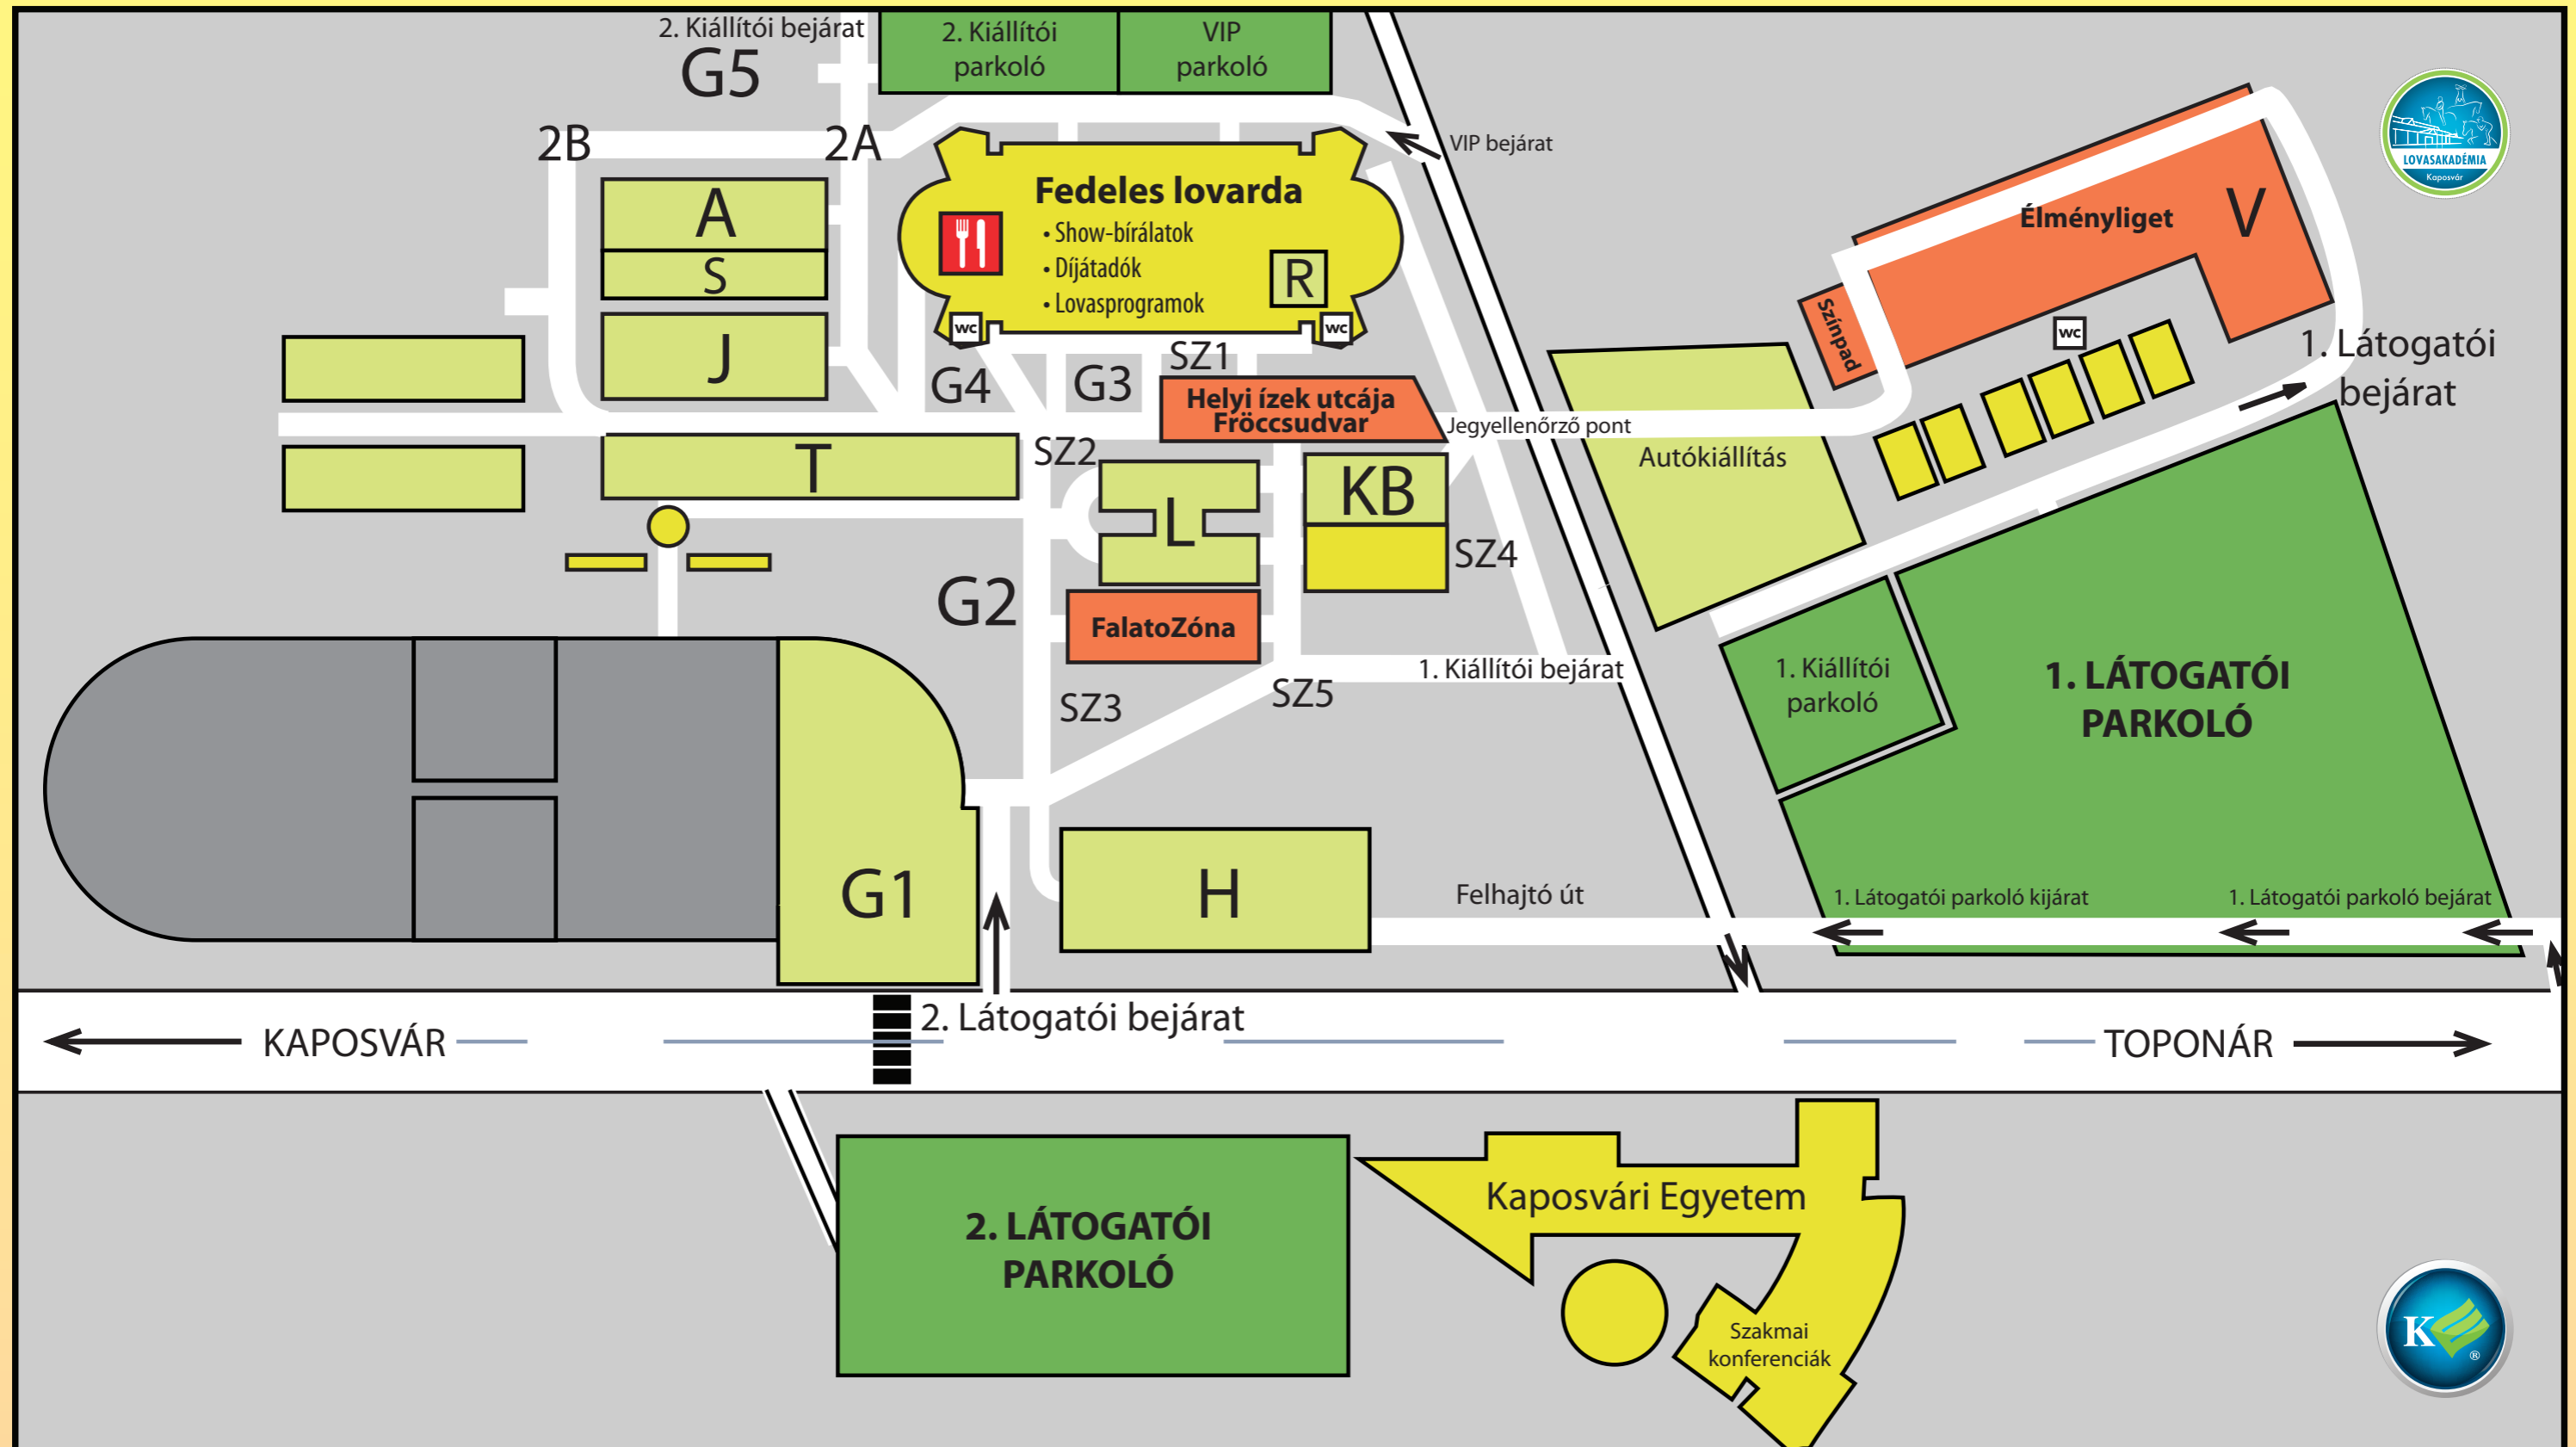 2. Kiállítói bejárat
G5
2. Kiállítói
parkoló
VIP
parkoló
2B
2A
VIP bejárat
A
S
J
T
Fedeles lovarda
• Show-bírálatok
• Díjátadók
• Lovasprogramok
R
wc
wc
G4
G3
SZ1
Helyi ízek utcája
Fröccsudvar
Jegyellenőrző pont
SZ2
L
KB
SZ4
G2
FalatoZóna
SZ3
SZ5
1. Kiállítói bejárat
Autókiállítás
Színpad
Élményliget
V
wc
1. Látogatói
bejárat
LOVASAKADÉMIA
Kaposvár
1. Kiállítói
parkoló
1. LÁTOGATÓI
PARKOLÓ
G1
H
Felhajtó út
1. Látogatói parkoló kijárat
1. Látogatói parkoló bejárat
KAPOSVÁR
2. Látogatói bejárat
TOPONÁR
2. LÁTOGATÓI
PARKOLÓ
Kaposvári Egyetem
Szakmai
konferenciák
K
®